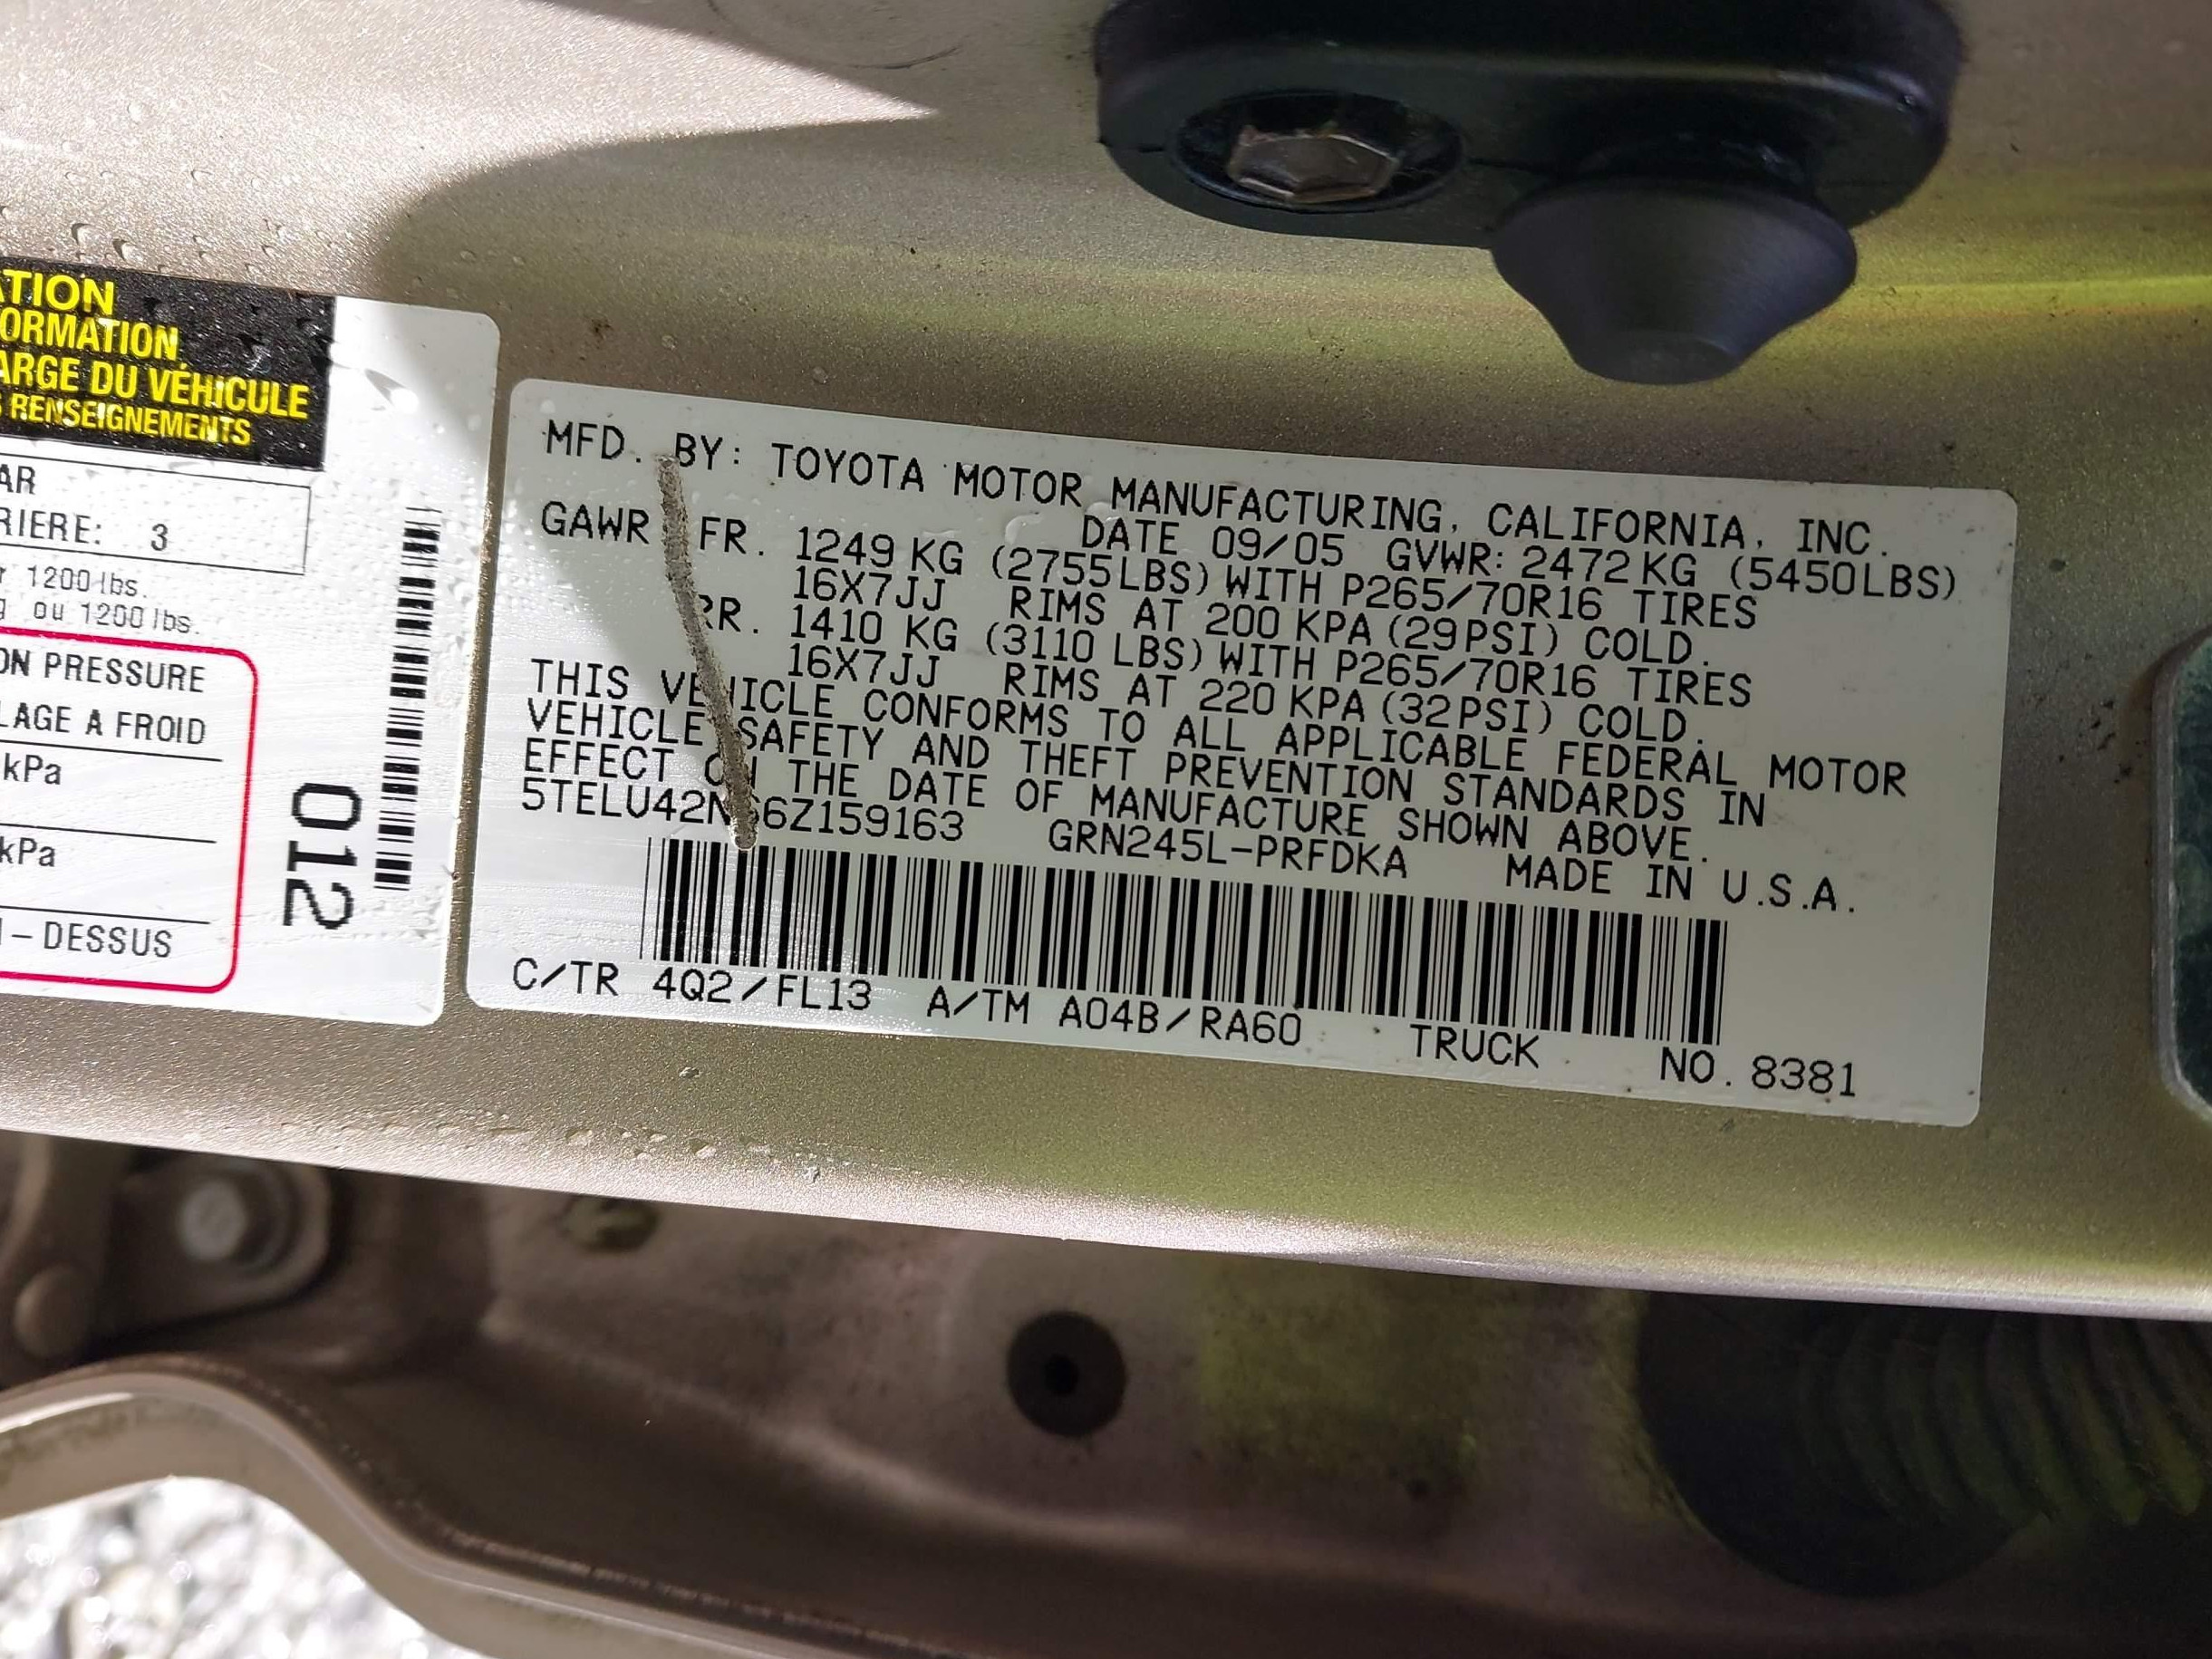 TION
ORMATION
ARGE DU VÉHICULE
RENSEIGNEMENTS
AR
RIERE: 3
1200 lbs.
ou 1200 lbs.
ON PRESSURE
LAGE A FROID
kPa
kPa
I - DESSUS
012
MFD. BY: TOYOTA MOTOR MANUFACTURING, CALIFORNIA, INC.
DATE 09/05 GVWR: 2472 KG (5450LBS)
GAWR FR. 1249 KG (2755LBS) WITH P265/70R16 TIRES
16X7JJ RIMS AT 200 KPA (29PSI) COLD.
RR. 1410 KG (3110 LBS) WITH P265/70R16 TIRES
16X7JJ RIMS AT 220 KPA (32PSI) COLD.
THIS VEHICLE CONFORMS TO ALL APPLICABLE FEDERAL MOTOR
VEHICLE SAFETY AND THEFT PREVENTION STANDARDS IN
EFFECT ON THE DATE OF MANUFACTURE SHOWN ABOVE.
5TELU42N66Z159163 GRN245L-PRFDKA MADE IN U.S.A.
C/TR 4Q2/FL13 A/TM A04B/RA60 TRUCK NO. 8381